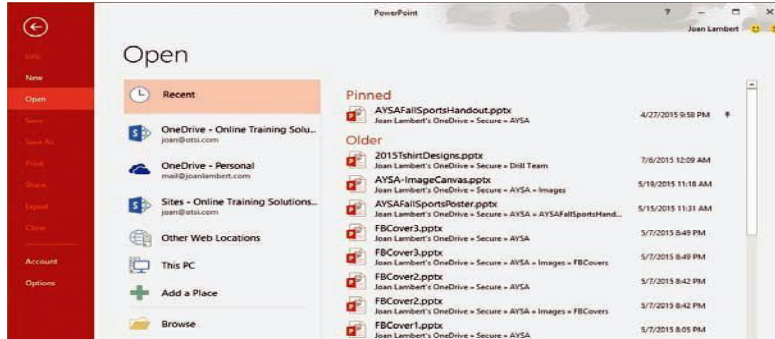 PowerPoint
?
Joan Lambert
Info
New
Open
Save
Save As
Print
Share
Export
Close
Account
Options
Open
Recent
OneDrive - Online Training Solu...
joan@otsi.com
OneDrive - Personal
mail@joanlambert.com
Sites - Online Training Solutions...
joan@otsi.com
Other Web Locations
This PC
Add a Place
Browse
Pinned
AYSAFallSportsHandout.pptx 4/27/2015 9:58 PM
Joan Lambert's OneDrive » Secure » AYSA
Older
2015TshirtDesigns.pptx 7/6/2015 12:09 AM
Joan Lambert's OneDrive » Secure » Drill Team
AYSA-ImageCanvas.pptx 5/19/2015 11:18 AM
Joan Lambert's OneDrive » Secure » AYSA » Images
AYSAFallSportsPoster.pptx 5/15/2015 11:31 AM
Joan Lambert's OneDrive » Secure » AYSA » AYSAFallSportsHand...
FBCover3.pptx 5/7/2015 8:49 PM
Joan Lambert's OneDrive » Secure » AYSA
FBCover3.pptx 5/7/2015 8:49 PM
Joan Lambert's OneDrive » Secure » AYSA » Images » FBCovers
FBCover2.pptx 5/7/2015 8:42 PM
Joan Lambert's OneDrive » Secure » AYSA
FBCover2.pptx 5/7/2015 8:42 PM
Joan Lambert's OneDrive » Secure » AYSA » Images » FBCovers
FBCover1.pptx 5/7/2015 8:05 PM
Joan Lambert's OneDrive » Secure » AYSA